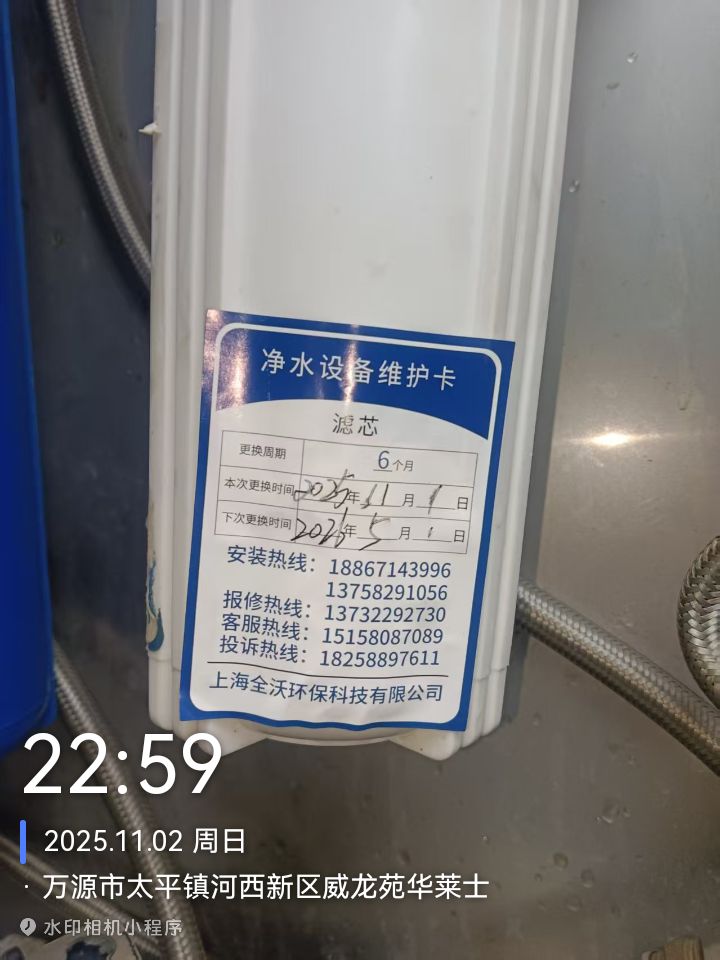 净水设备维护卡
滤芯
更换周期 6个月
本次更换时间 2025年11月1日
下次更换时间 2026年5月1日
安装热线：18867143996
13758291056
报修热线：13732292730
客服热线：15158087089
投诉热线：18258897611
上海全沃环保科技有限公司
22:59
2025.11.02 周日
· 万源市太平镇河西新区威龙苑华莱士
水印相机小程序